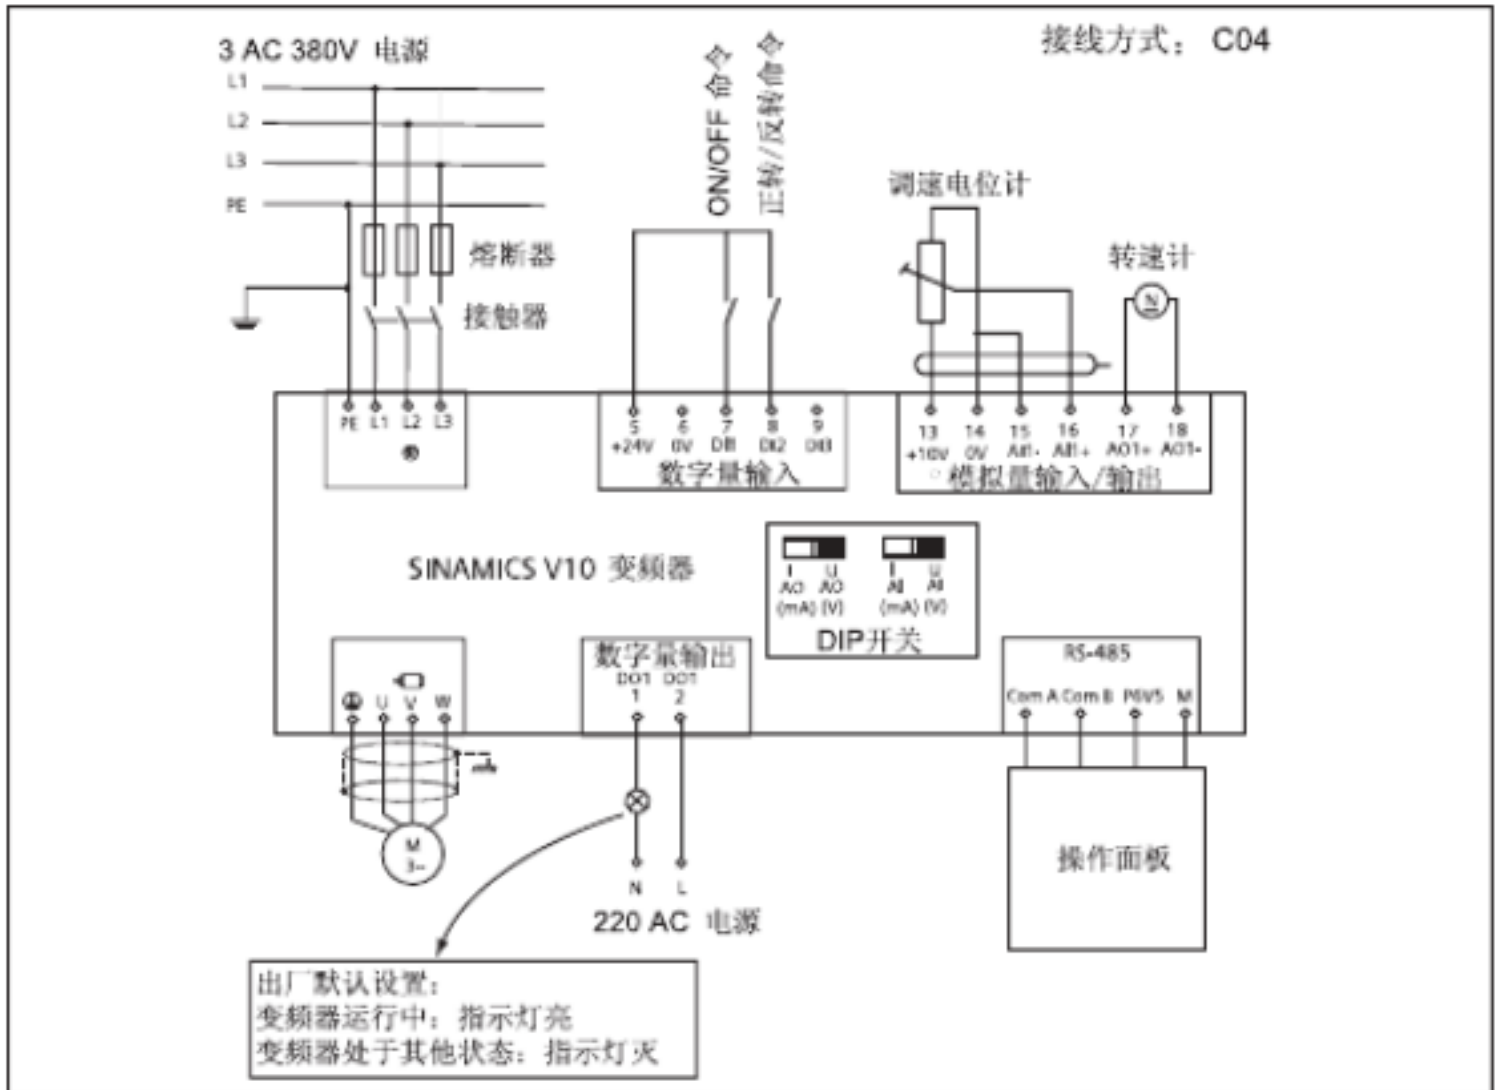 3 AC 380V 电源
接线方式： C04
L1
L2
L3
PE
ON/OFF 命令
正转/反转命令
调速电位计
熔断器
转速计
N
接触器
PE L1 L2 L3
5 6 7 8 9
+24V 0V DI1 DI2 DI3
数字量输入
13 14 15 16 17 18
+10V 0V AI1- AI1+ AO1+ AO1-
模拟量输入/输出
SINAMICS V10 变频器
I U I U
AO AO AI AI
(mA) (V) (mA) (V)
DIP开关
U V W
数字量输出
DO1 DO1
1 2
RS-485
Com A Com B P6V5 M
M
3~
操作面板
N L
220 AC 电源
出厂默认设置：
变频器运行中：指示灯亮
变频器处于其他状态：指示灯灭